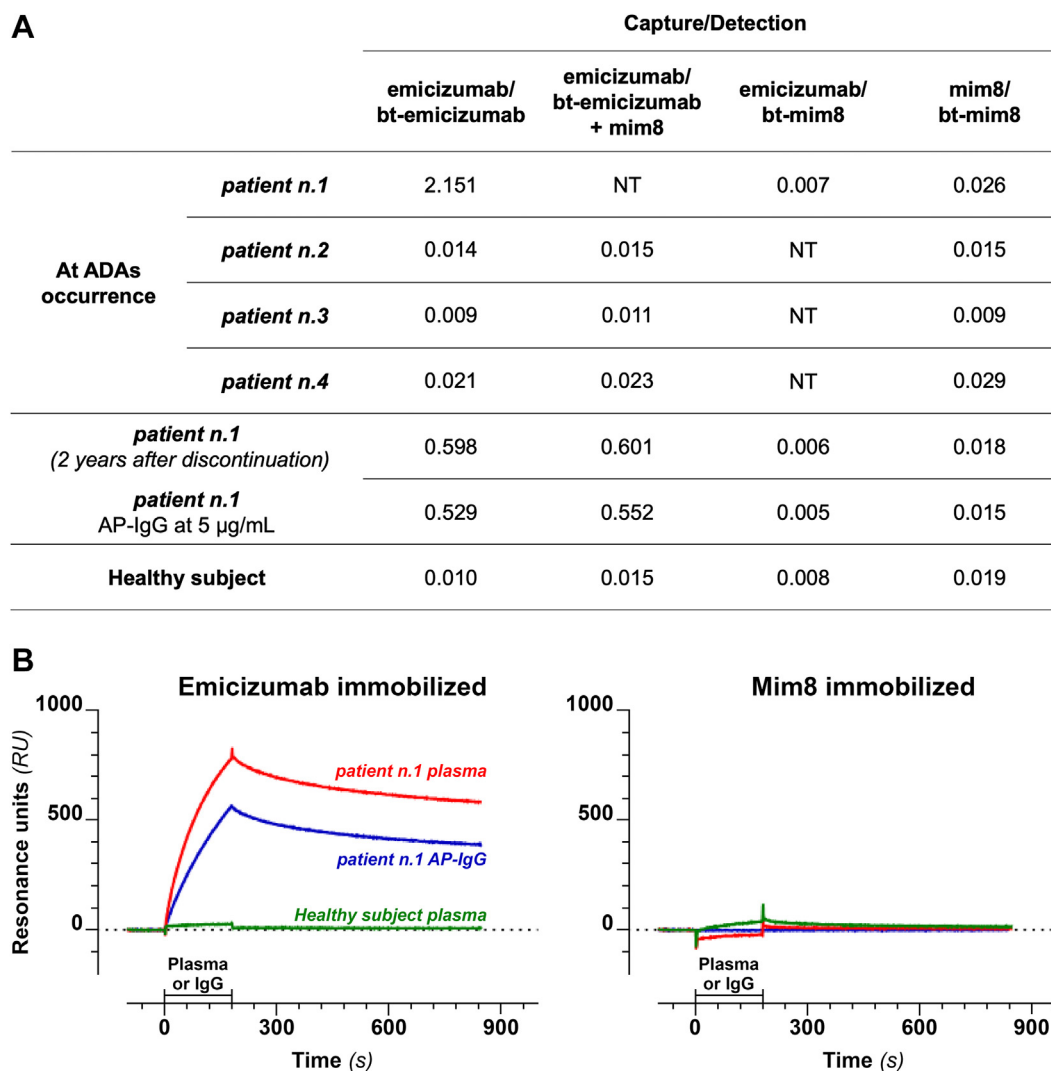 A
Capture/Detection
emicizumab/ bt-emicizumab
emicizumab/ bt-emicizumab + mim8
emicizumab/ bt-mim8
mim8/ bt-mim8
At ADAs occurrence
patient n.1 2.151 NT 0.007 0.026
patient n.2 0.014 0.015 NT 0.015
patient n.3 0.009 0.011 NT 0.009
patient n.4 0.021 0.023 NT 0.029
patient n.1
(2 years after discontinuation) 0.598 0.601 0.006 0.018
patient n.1
AP-IgG at 5 µg/mL 0.529 0.552 0.005 0.015
Healthy subject 0.010 0.015 0.008 0.019
B
Emicizumab immobilized
Resonance units (RU)
1000
500
0
patient n.1 plasma
patient n.1 AP-IgG
Healthy subject plasma
Plasma
or IgG
0 300 600 900
Time (s)
Mim8 immobilized
1000
500
0
Plasma
or IgG
0 300 600 900
Time (s)